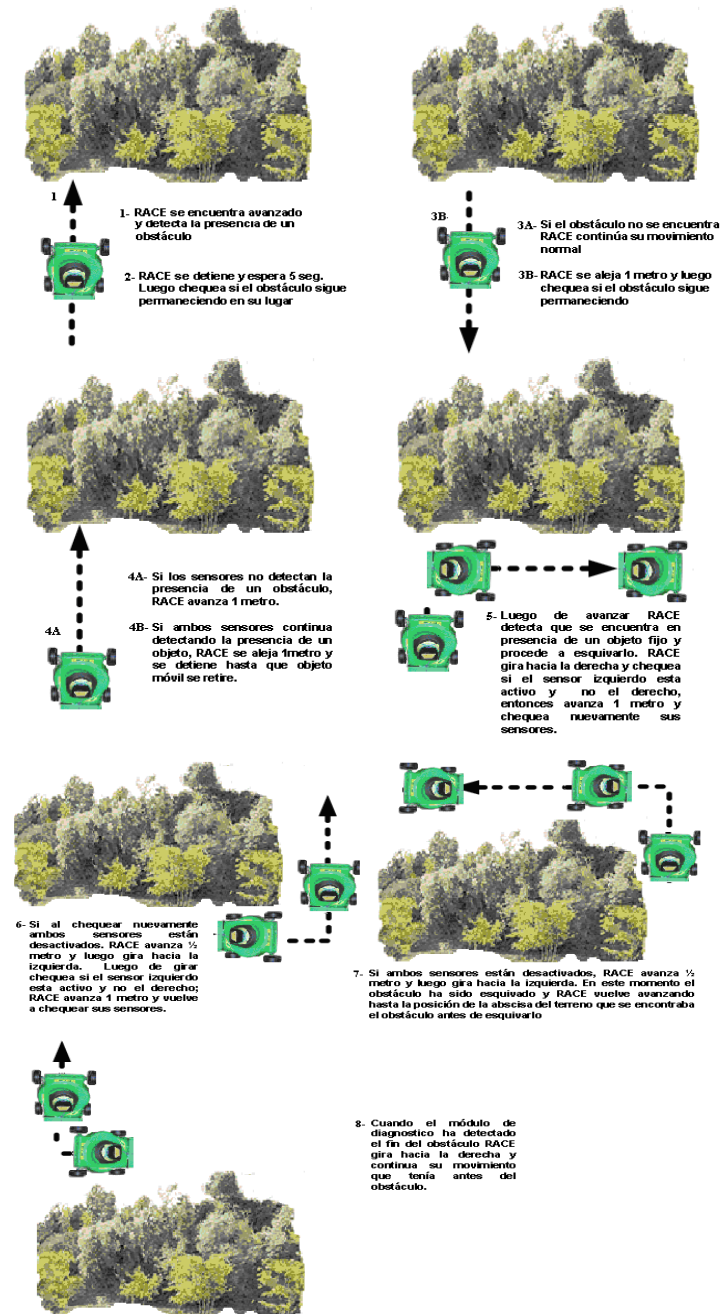 1
1- RACE se encuentra avanzado
y detecta la presencia de un
obstáculo
2- RACE se detiene y espera 5 seg.
Luego chequea si el obstáculo sigue
permaneciendo en su lugar
3B
3A- Si el obstáculo no se encuentra
RACE continúa su movimiento
normal
3B- RACE se aleja 1 metro y luego
chequea si el obstáculo sigue
permaneciendo
4A
4A- Si los sensores no detectan la
presencia de un obstáculo,
RACE avanza 1 metro.
4B- Si ambos sensores continua
detectando la presencia de un
objeto, RACE se aleja 1metro y
se detiene hasta que objeto
móvil se retire.
5- Luego de avanzar RACE
detecta que se encuentra en
presencia de un objeto fijo y
procede a esquivarlo. RACE
gira hacia la derecha y chequea
si el sensor izquierdo esta
activo y no el derecho,
entonces avanza 1 metro y
chequea nuevamente sus
sensores.
6- Si al chequear nuevamente
ambos sensores están
desactivados. RACE avanza ½
metro y luego gira hacia la
izquierda. Luego de girar
chequea si el sensor izquierdo
esta activo y no el derecho;
RACE avanza 1 metro y vuelve
a chequear sus sensores.
7- Si ambos sensores están desactivados, RACE avanza ½
metro y luego gira hacia la izquierda. En este momento el
obstáculo ha sido esquivado y RACE vuelve avanzando
hasta la posición de la abscisa del terreno que se encontraba
el obstáculo antes de esquivarlo
8- Cuando el módulo de
diagnostico ha detectado
el fin del obstáculo RACE
gira hacia la derecha y
continua su movimiento
que tenía antes del
obstáculo.